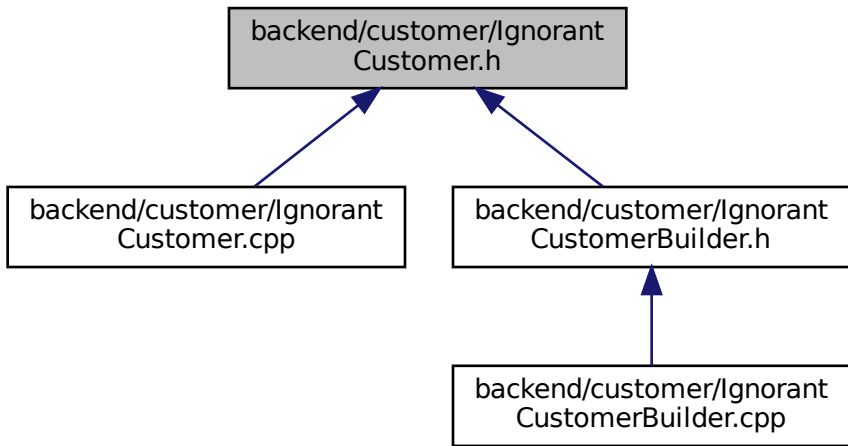 backend/customer/Ignorant
Customer.h
backend/customer/Ignorant
Customer.cpp
backend/customer/Ignorant
CustomerBuilder.h
backend/customer/Ignorant
CustomerBuilder.cpp